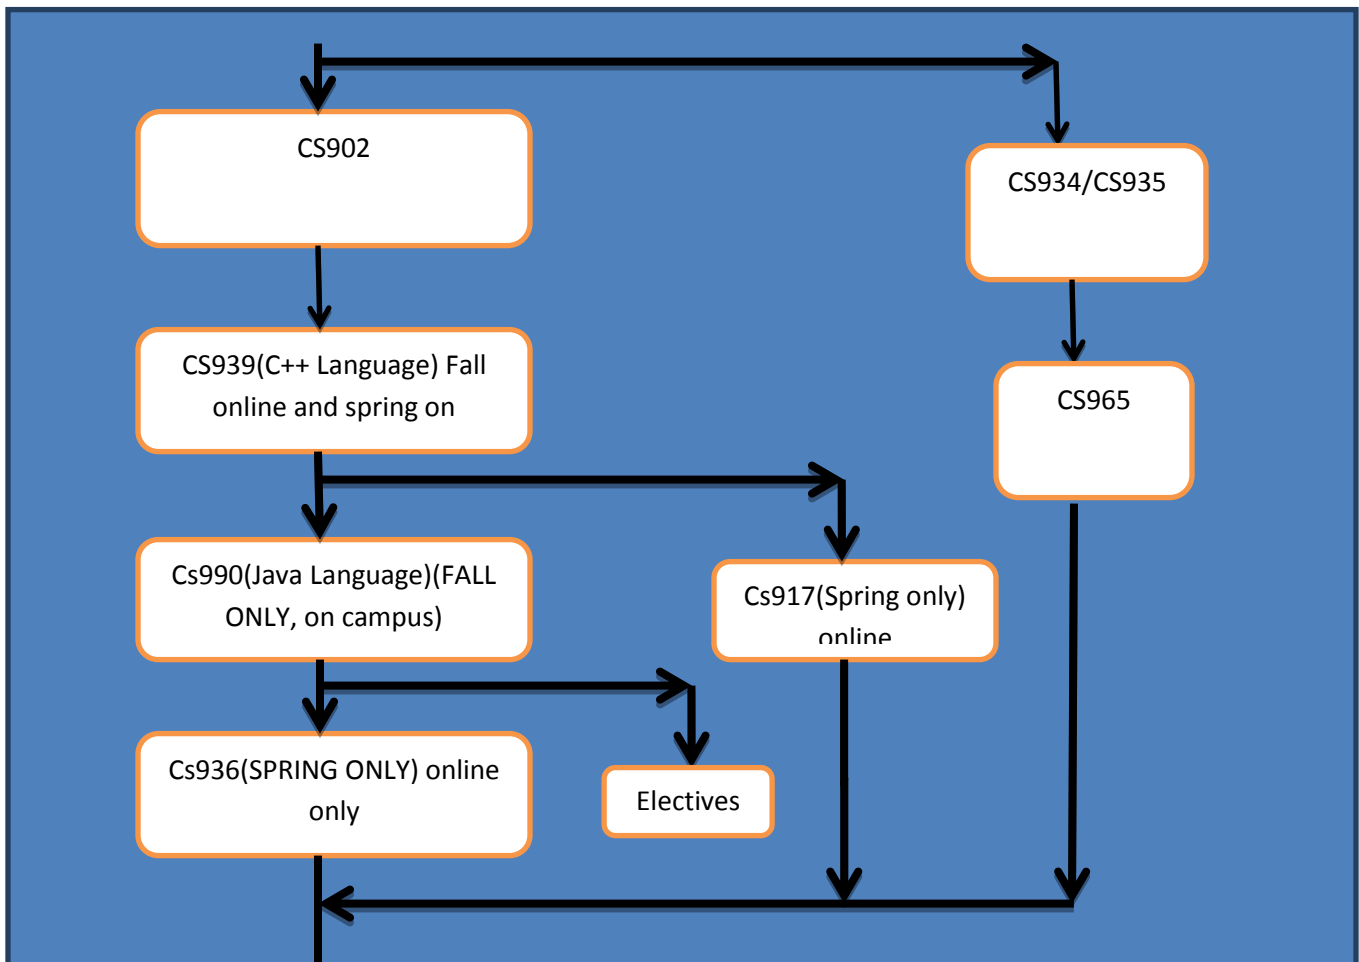 CS902
CS934/CS935
CS939(C++ Language) Fall
online and spring on
CS965
Cs990(Java Language)(FALL
ONLY, on campus)
Cs917(Spring only)
online
Cs936(SPRING ONLY) online
only
Electives